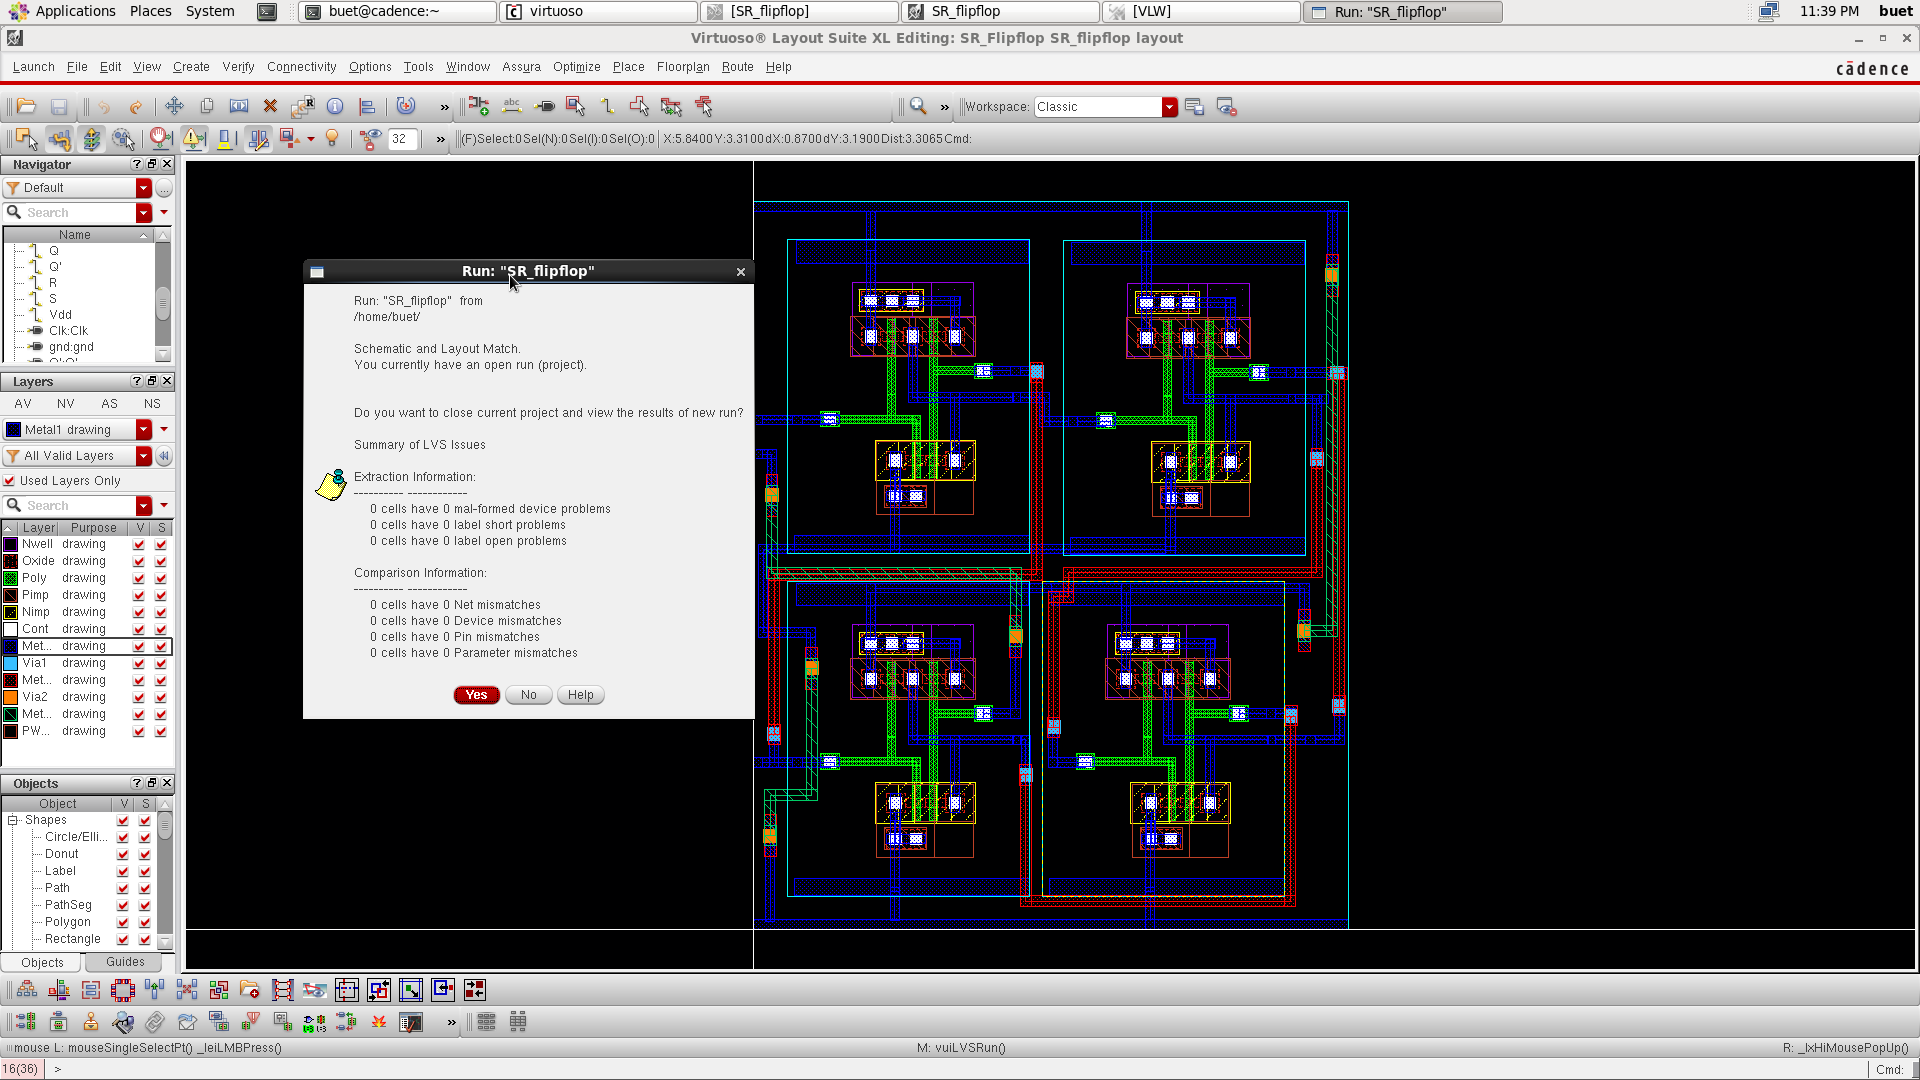 Applications Places System buet@cadence:~ virtuoso [SR_flipflop] SR_flipflop [VLW] Run: "SR_flipflop" 11:39 PM buet
Virtuoso® Layout Suite XL Editing: SR_Flipflop SR_flipflop layout
Launch File Edit View Create Verify Connectivity Options Tools Window Assura Optimize Place Floorplan Route Help
cādence
» » Workspace: Classic
32 » (F)Select:0 Sel(N):0 Sel(I):0 Sel(O):0 X:5.8400 Y:3.3100 dX:0.8700 dY:3.1900 Dist:3.3065 Cmd:
Navigator
Default
Search
Name
Q
Q'
R
S
Vdd
Clk:Clk
gnd:gnd
Layers
AV NV AS NS
Metal1 drawing
All Valid Layers
Used Layers Only
Search
Layer Purpose V S
Nwell drawing
Oxide drawing
Poly drawing
Pimp drawing
Nimp drawing
Cont drawing
Met... drawing
Via1 drawing
Met... drawing
Via2 drawing
Met... drawing
PW... drawing
Objects
Object V S
Shapes
Circle/Elli...
Donut
Label
Path
PathSeg
Polygon
Rectangle
Objects Guides
Run: "SR_flipflop"
Run: "SR_flipflop" from
/home/buet/
Schematic and Layout Match.
You currently have an open run (project).
Do you want to close current project and view the results of new run?
Summary of LVS Issues
Extraction Information:
---------- ------------
0 cells have 0 mal-formed device problems
0 cells have 0 label short problems
0 cells have 0 label open problems
Comparison Information:
---------- ------------
0 cells have 0 Net mismatches
0 cells have 0 Device mismatches
0 cells have 0 Pin mismatches
0 cells have 0 Parameter mismatches
Yes No Help
»
mouse L: mouseSingleSelectPt() _leiLMBPress() M: vuiLVSRun() R: _lxHiMousePopUp()
16(36) > Cmd: